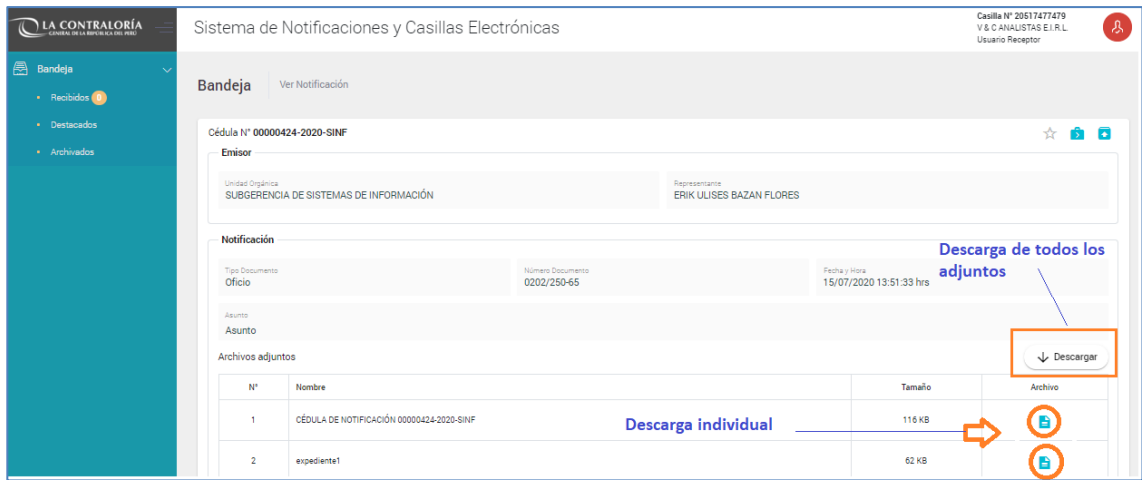 LA CONTRALORÍA
GENERAL DE LA REPÚBLICA DEL PERÚ
Sistema de Notificaciones y Casillas Electrónicas
Casilla N° 20517477479
V & C ANALISTAS E.I.R.L.
Usuario Receptor
Bandeja
Recibidos 0
Destacados
Archivados
Bandeja Ver Notificación
Cédula N° 00000424-2020-SINF
Emisor
Unidad Orgánica Representante
SUBGERENCIA DE SISTEMAS DE INFORMACIÓN ERIK ULISES BAZAN FLORES
Notificación
Descarga de todos los
adjuntos
Tipo Documento Número Documento Fecha y Hora
Oficio 0202/250-65 15/07/2020 13:51:33 hrs
Asunto
Asunto
Archivos adjuntos Descargar
N° Nombre Tamaño Archivo
1 CÉDULA DE NOTIFICACIÓN 00000424-2020-SINF 116 KB
Descarga individual
2 expediente1 62 KB